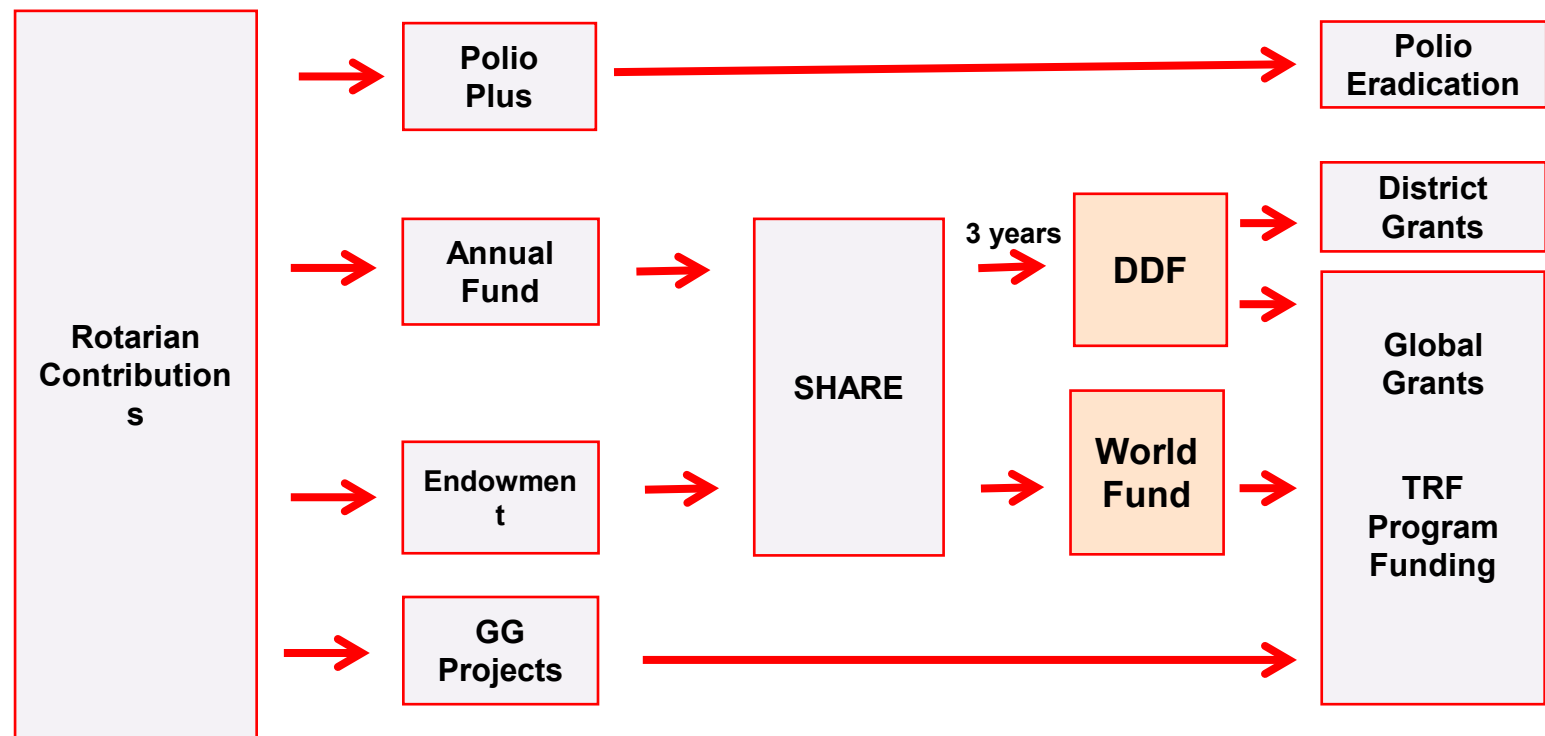 Rotarian
Contribution
s
Polio
Plus
Annual
Fund
Endowmen
t
GG
Projects
SHARE
3 years
DDF
World
Fund
Polio
Eradication
District
Grants
Global
Grants
TRF
Program
Funding